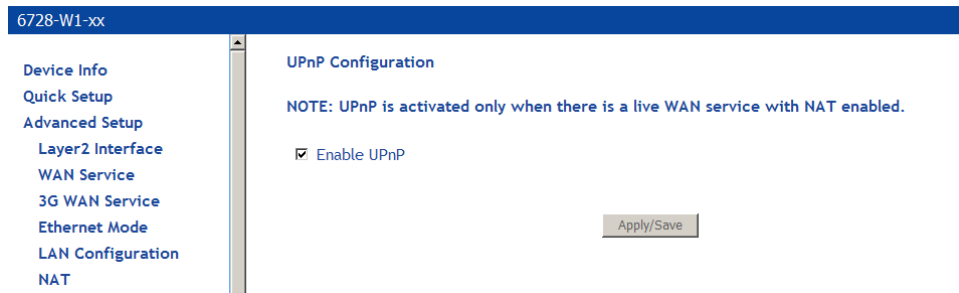 6728-W1-xx
Device Info
Quick Setup
Advanced Setup
Layer2 Interface
WAN Service
3G WAN Service
Ethernet Mode
LAN Configuration
NAT
UPnP Configuration
NOTE: UPnP is activated only when there is a live WAN service with NAT enabled.
Enable UPnP
Apply/Save